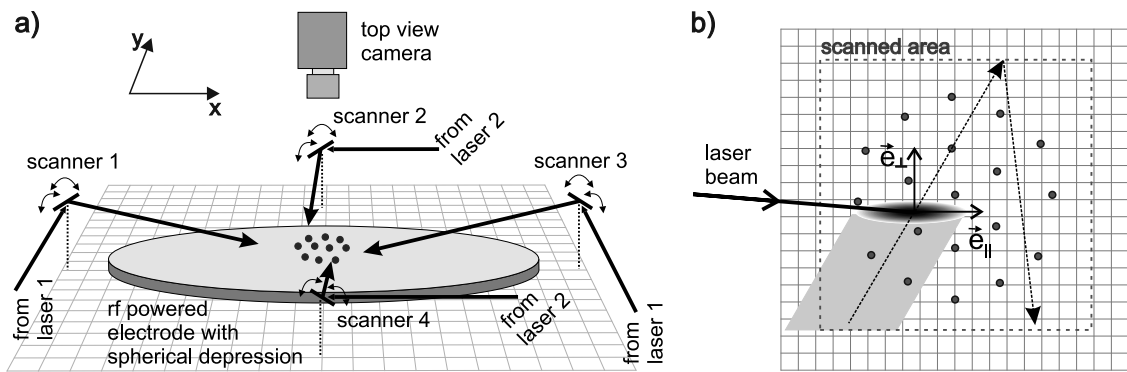 a)
y
x
top view
camera
scanner 2
from
laser 2
scanner 1
scanner 3
from
laser 1
rf powered
electrode with
spherical depression
scanner 4
from
laser 2
from
laser 1
b)
scanned area
laser
beam
e⊥
e||